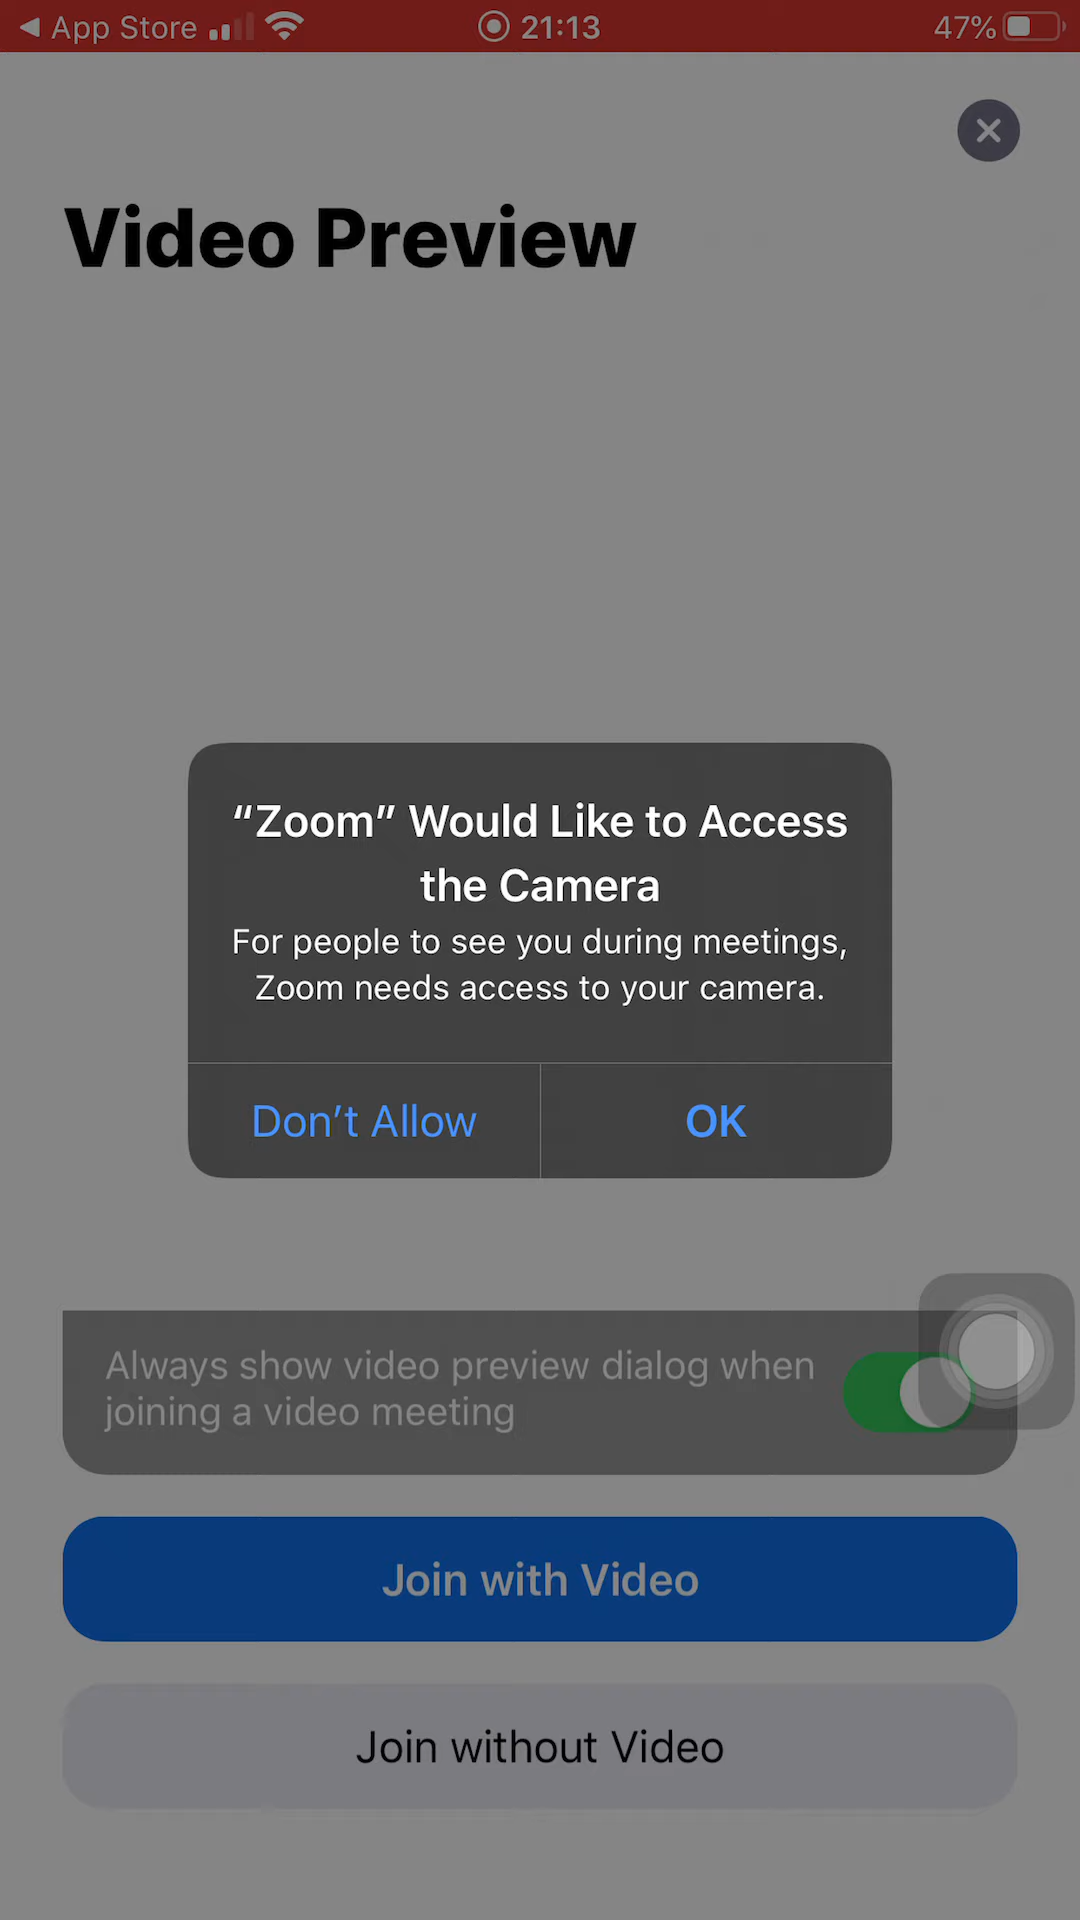 App Store
21:13
47%
Video Preview
“Zoom” Would Like to Access
the Camera
For people to see you during meetings,
Zoom needs access to your camera.
Don’t Allow
OK
Always show video preview dialog when
joining a video meeting
Join with Video
Join without Video